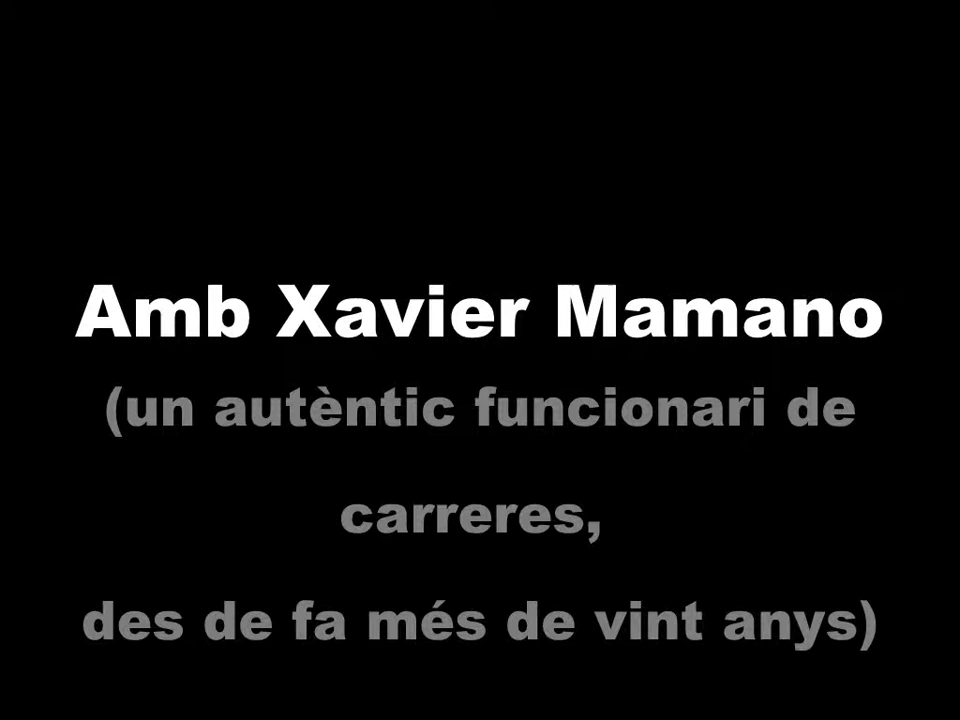 Amb Xavier Mamano
(un autèntic funcionari de
carreres,
des de fa més de vint anys)